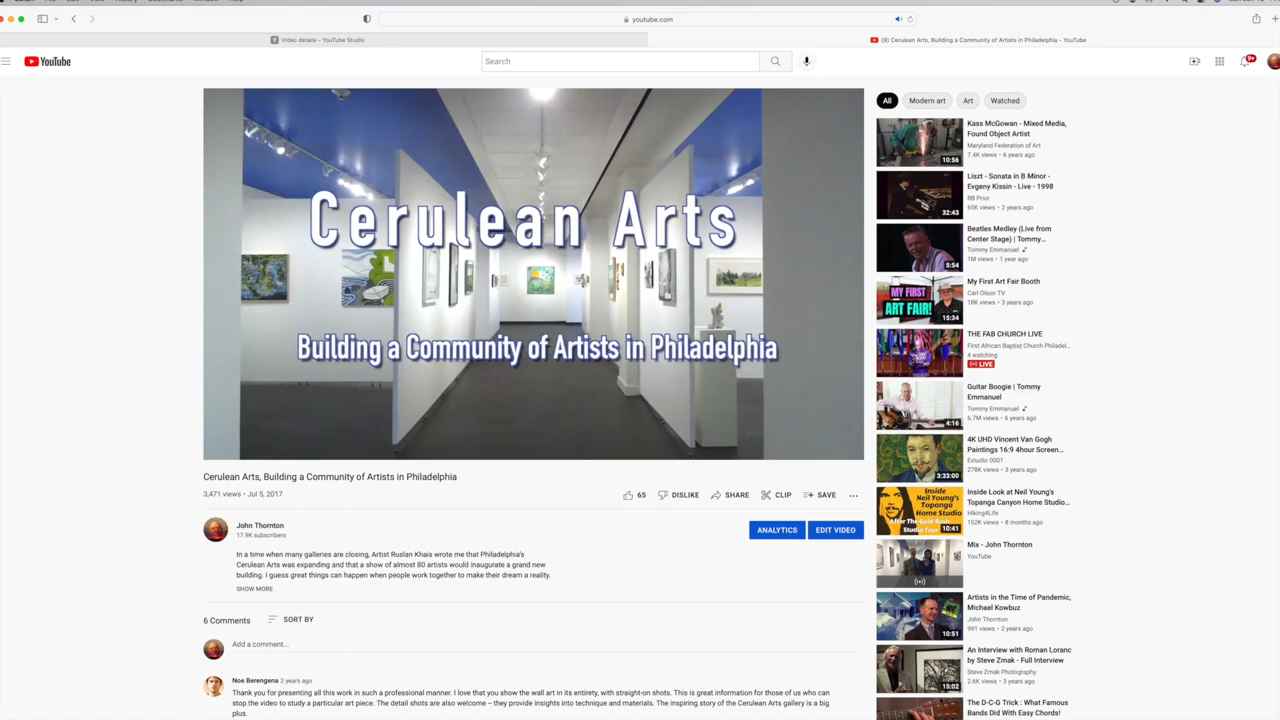 youtube.com
Video details - YouTube Studio
(9) Cerulean Arts, Building a Community of Artists in Philadelphia - YouTube
YouTube
Search
9+
Cerulean Arts
Building a Community of Artists in Philadelphia
Cerulean Arts, Building a Community of Artists in Philadelphia
3,471 views • Jul 5, 2017
65
DISLIKE
SHARE
CLIP
SAVE
John Thornton
17.9K subscribers
ANALYTICS
EDIT VIDEO
In a time when many galleries are closing, Artist Ruslan Khais wrote me that Philadelphia's
Cerulean Arts was expanding and that a show of almost 80 artists would inaugurate a grand new
building. I guess great things can happen when people work together to make their dream a reality.
SHOW MORE
6 Comments
SORT BY
Add a comment...
Noe Berengena 2 years ago
Thank you for presenting all this work in such a professional manner. I love that you show the wall art in its entirety, with straight-on shots. This is great information for those of us who can
stop the video to study a particular art piece. The detail shots are also welcome -- they provide insights into technique and materials. The inspiring story of the Cerulean Arts gallery is a big
plus.
All
Modern art
Art
Watched
10:56
Kass McGowan - Mixed Media,
Found Object Artist
Maryland Federation of Art
7.4K views • 6 years ago
32:43
Liszt - Sonata in B Minor -
Evgeny Kissin - Live - 1998
RB Prior
65K views • 2 years ago
5:54
Beatles Medley (Live from
Center Stage) | Tommy...
Tommy Emmanuel
1M views • 1 year ago
MY FIRST
ART FAIR!
15:34
My First Art Fair Booth
Carl Olson TV
18K views • 3 years ago
THE FAB CHURCH LIVE
First African Baptist Church Philadel...
4 watching
LIVE
4:16
Guitar Boogie | Tommy
Emmanuel
Tommy Emmanuel
6.7M views • 6 years ago
3:33:00
4K UHD Vincent Van Gogh
Paintings 16:9 4hour Screen...
Extudio 0001
278K views • 3 years ago
Inside
Neil Young's
Topanga
Home Studio
After The Gold Rush
Studio Tour
10:41
Inside Look at Neil Young's
Topanga Canyon Home Studio...
Hiking4Life
152K views • 8 months ago
Mix - John Thornton
YouTube
10:51
Artists in the Time of Pandemic,
Michael Kowbuz
John Thornton
991 views • 2 years ago
15:02
An Interview with Roman Loranc
by Steve Zmak - Full Interview
Steve Zmak Photography
2.6K views • 3 years ago
The D-C-G Trick : What Famous
Bands Did With Easy Chords!